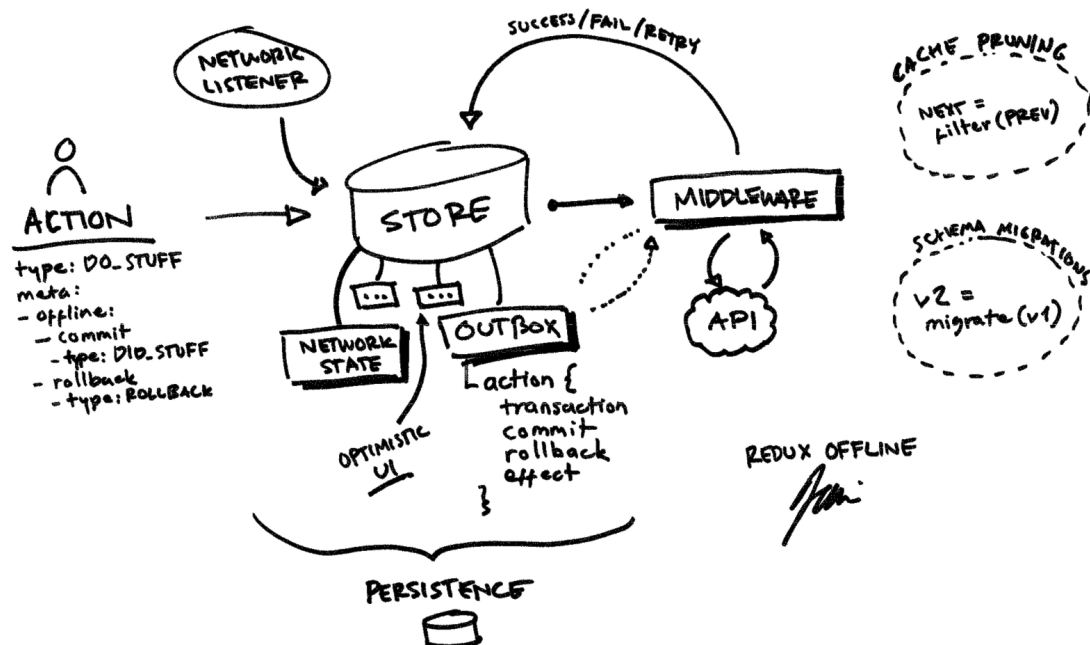 SUCCESS/FAIL/RETRY
NETWORK
LISTENER
CACHE PRUNING
NEXT =
filter(PREV)
ACTION
type: DO_STUFF
meta:
- offline:
- commit
- type: DID_STUFF
- rollback
- type: ROLLBACK
STORE
MIDDLEWARE
...
...
NETWORK
STATE
OUTBOX
action {
transaction
commit
rollback
effect
}
API
SCHEMA MIGRATIONS
v2 =
migrate(v1)
OPTIMISTIC
UI
REDUX OFFLINE
PERSISTENCE